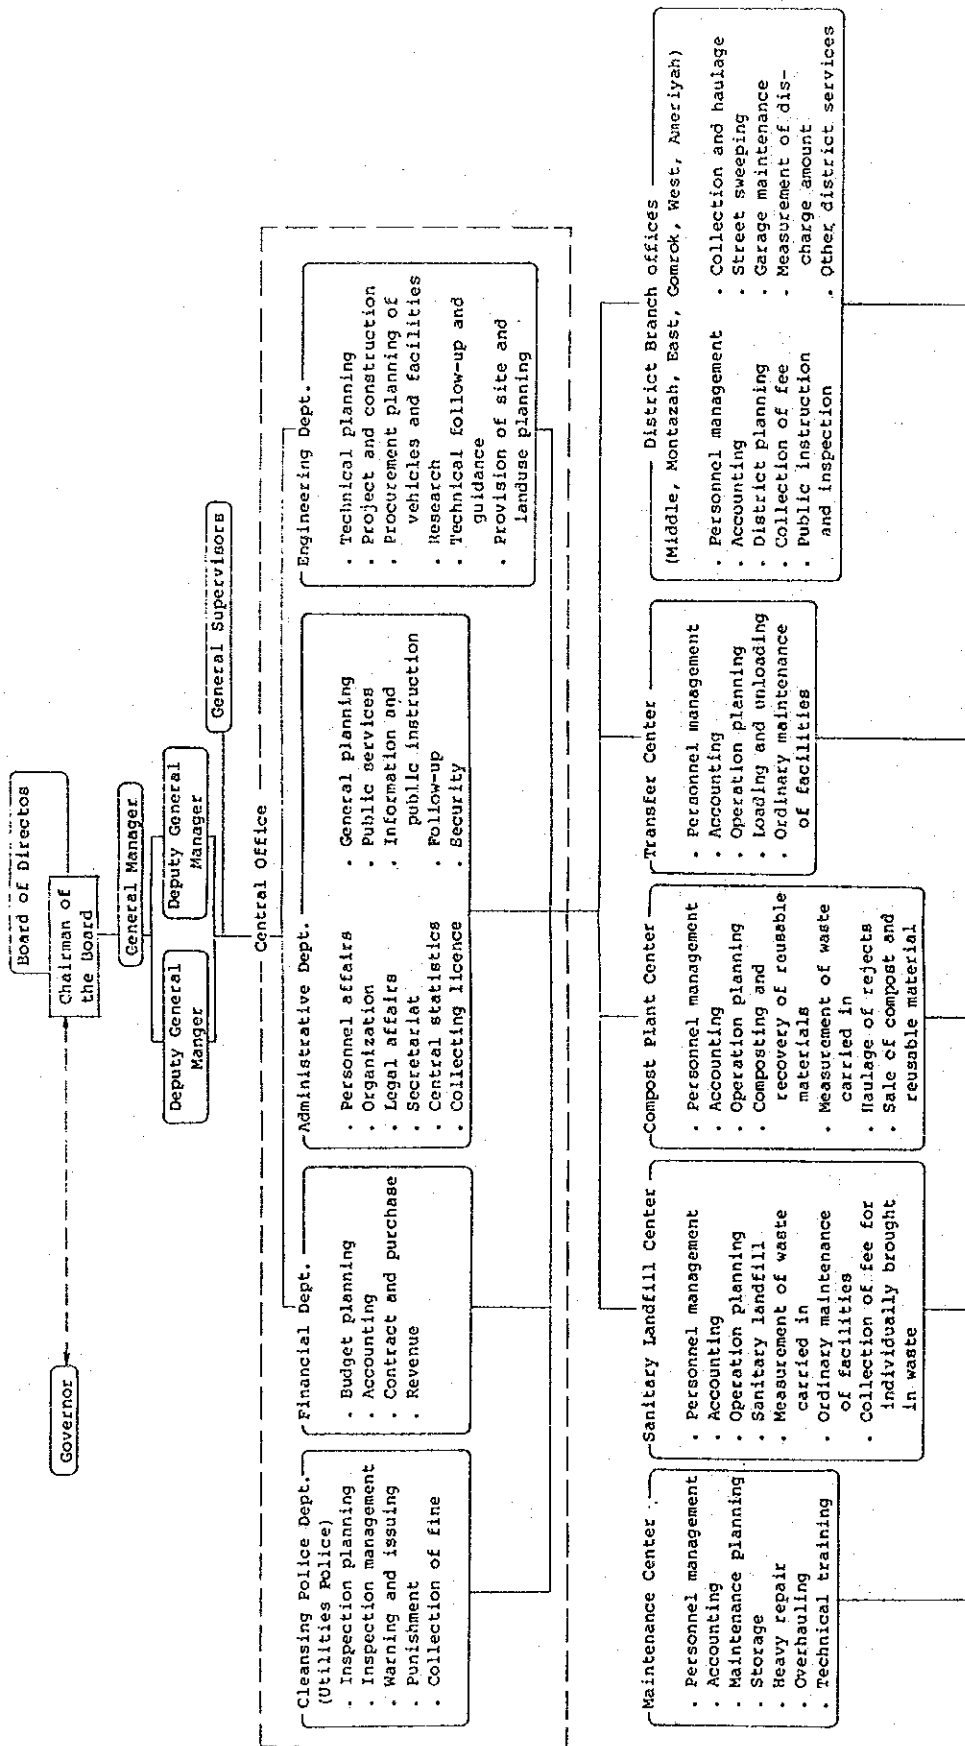 Board of Directos
Chairman of
the Board
Governor
General Manager
Deputy General
Manger
Deputy General
Manager
General Supervisors
Central Office
Cleansing Police Dept.
(Utilities Police)
. Inspection planning
. Inspection management
. Warning and issuing
Punishment
. Collection of fine
Financial Dept.
. Budget planning
. Accounting
. Contract and purchase
. Revenue
Administrative Dept.
. Personnel affairs
. Organization
. Legal affairs
. Secretariat
. Central statistics
. Collecting licence
. General planning
. Public services
. Information and
public instruction
. Follow-up
. Security
Engineering Dept.
. Technical planning
. Project and construction
. Procurement planning of
vehicles and facilities
. Research
. Technical follow-up and
guidance
. Provision of site and
landuse planning
Maintenance Center
. Personnel management
. Accounting
. Maintenance planning
. Storage
. Heavy repair
. Overhauling
. Technical training
Sanitary Landfill Center
. Personnel management
. Accounting
. Operation planning
. Sanitary landfill
. Measurement of waste
carried in
. Ordinary maintenance
of facilities
. Collection of fee for
individually brought
in waste
Compost Plant Center
. Personnel management
. Accounting
. Operation planning
. Composting and
recovery of reusable
materials
. Measurement of waste
carried in
. Haulage of rejects
. Sale of compost and
reusable material
Transfer Center
. Personnel management
. Accounting
. Operation planning
. Loading and unloading
. Ordinary maintenance
of facilities
District Branch offices
(Middle, Montazah, East, Gomrok, West, Ameriyah)
. Personnel management
. Accounting
. District planning
. Collection of fee
. Public instruction
and inspection
. Collection and haulage
. Street sweeping
. Garage maintenance
. Measurement of dis-
charge amount
. Other district services